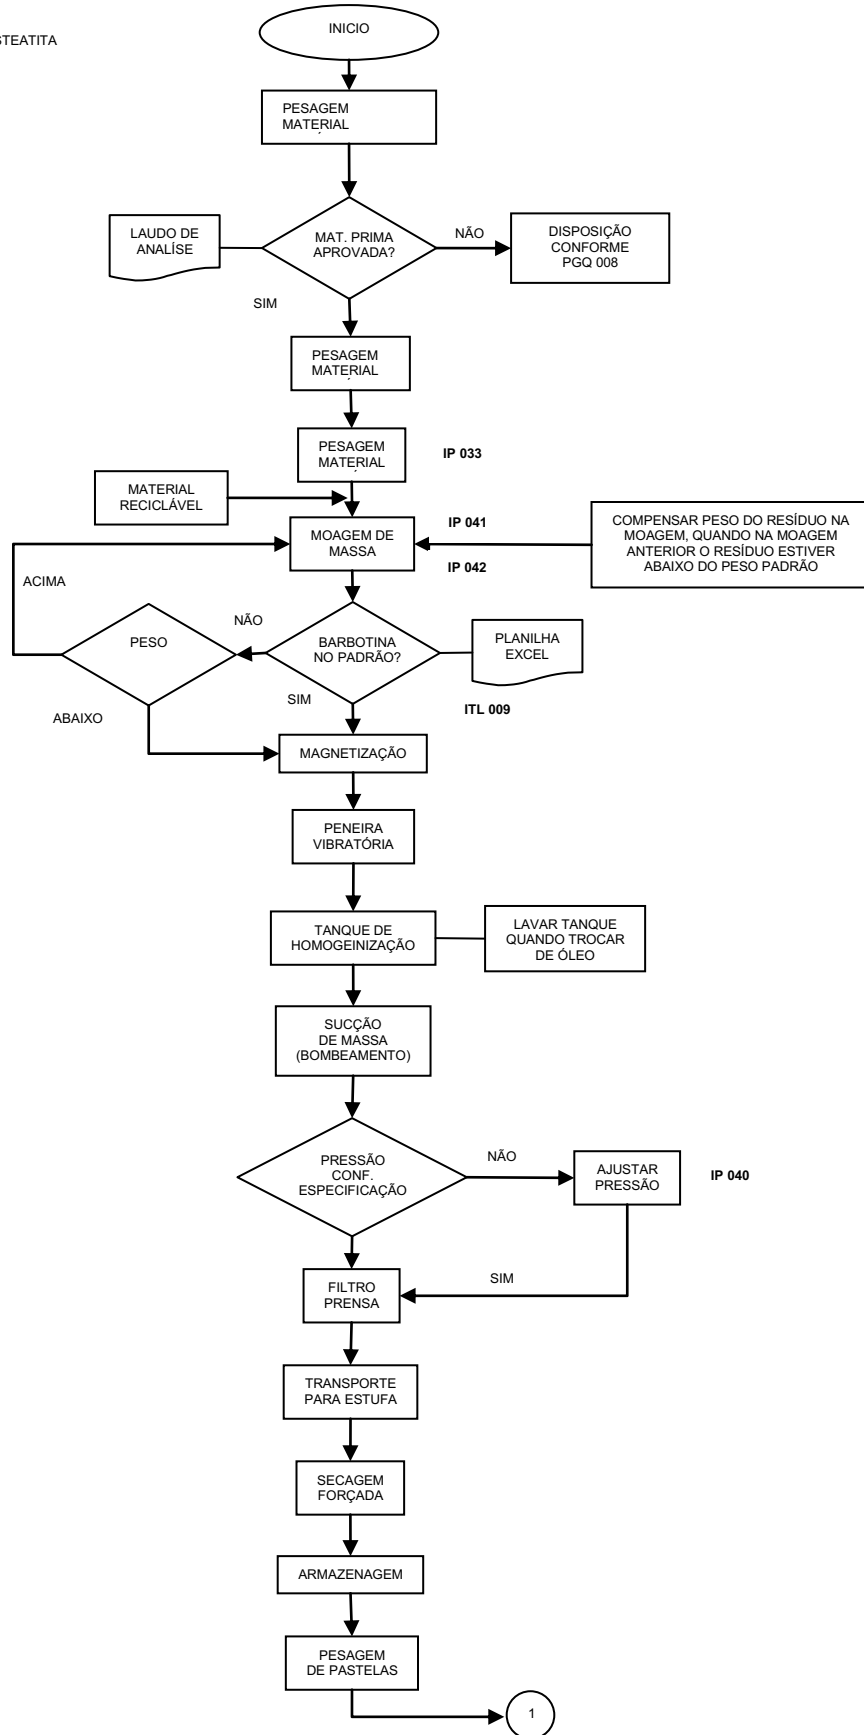 INICIO
STEATITA
PESAGEM
MATERIAL
LAUDO DE
ANALÍSE
MAT. PRIMA
APROVADA?
NÃO
DISPOSIÇÃO
CONFORME
PGQ 008
SIM
PESAGEM
MATERIAL
PESAGEM
MATERIAL
IP 033
MATERIAL
RECICLÁVEL
MOAGEM DE
MASSA
IP 041
IP 042
COMPENSAR PESO DO RESÍDUO NA
MOAGEM, QUANDO NA MOAGEM
ANTERIOR O RESÍDUO ESTIVER
ABAIXO DO PESO PADRÃO
ACIMA
PESO
NÃO
BARBOTINA
NO PADRÃO?
PLANILHA
EXCEL
SIM
ITL 009
ABAIXO
MAGNETIZAÇÃO
PENEIRA
VIBRATÓRIA
TANQUE DE
HOMOGEINIZAÇÃO
LAVAR TANQUE
QUANDO TROCAR
DE ÓLEO
SUCÇÃO
DE MASSA
(BOMBEAMENTO)
PRESSÃO
CONF.
ESPECIFICAÇÃO
NÃO
AJUSTAR
PRESSÃO
IP 040
SIM
FILTRO
PRENSA
TRANSPORTE
PARA ESTUFA
SECAGEM
FORÇADA
ARMAZENAGEM
PESAGEM
DE PASTELAS
1